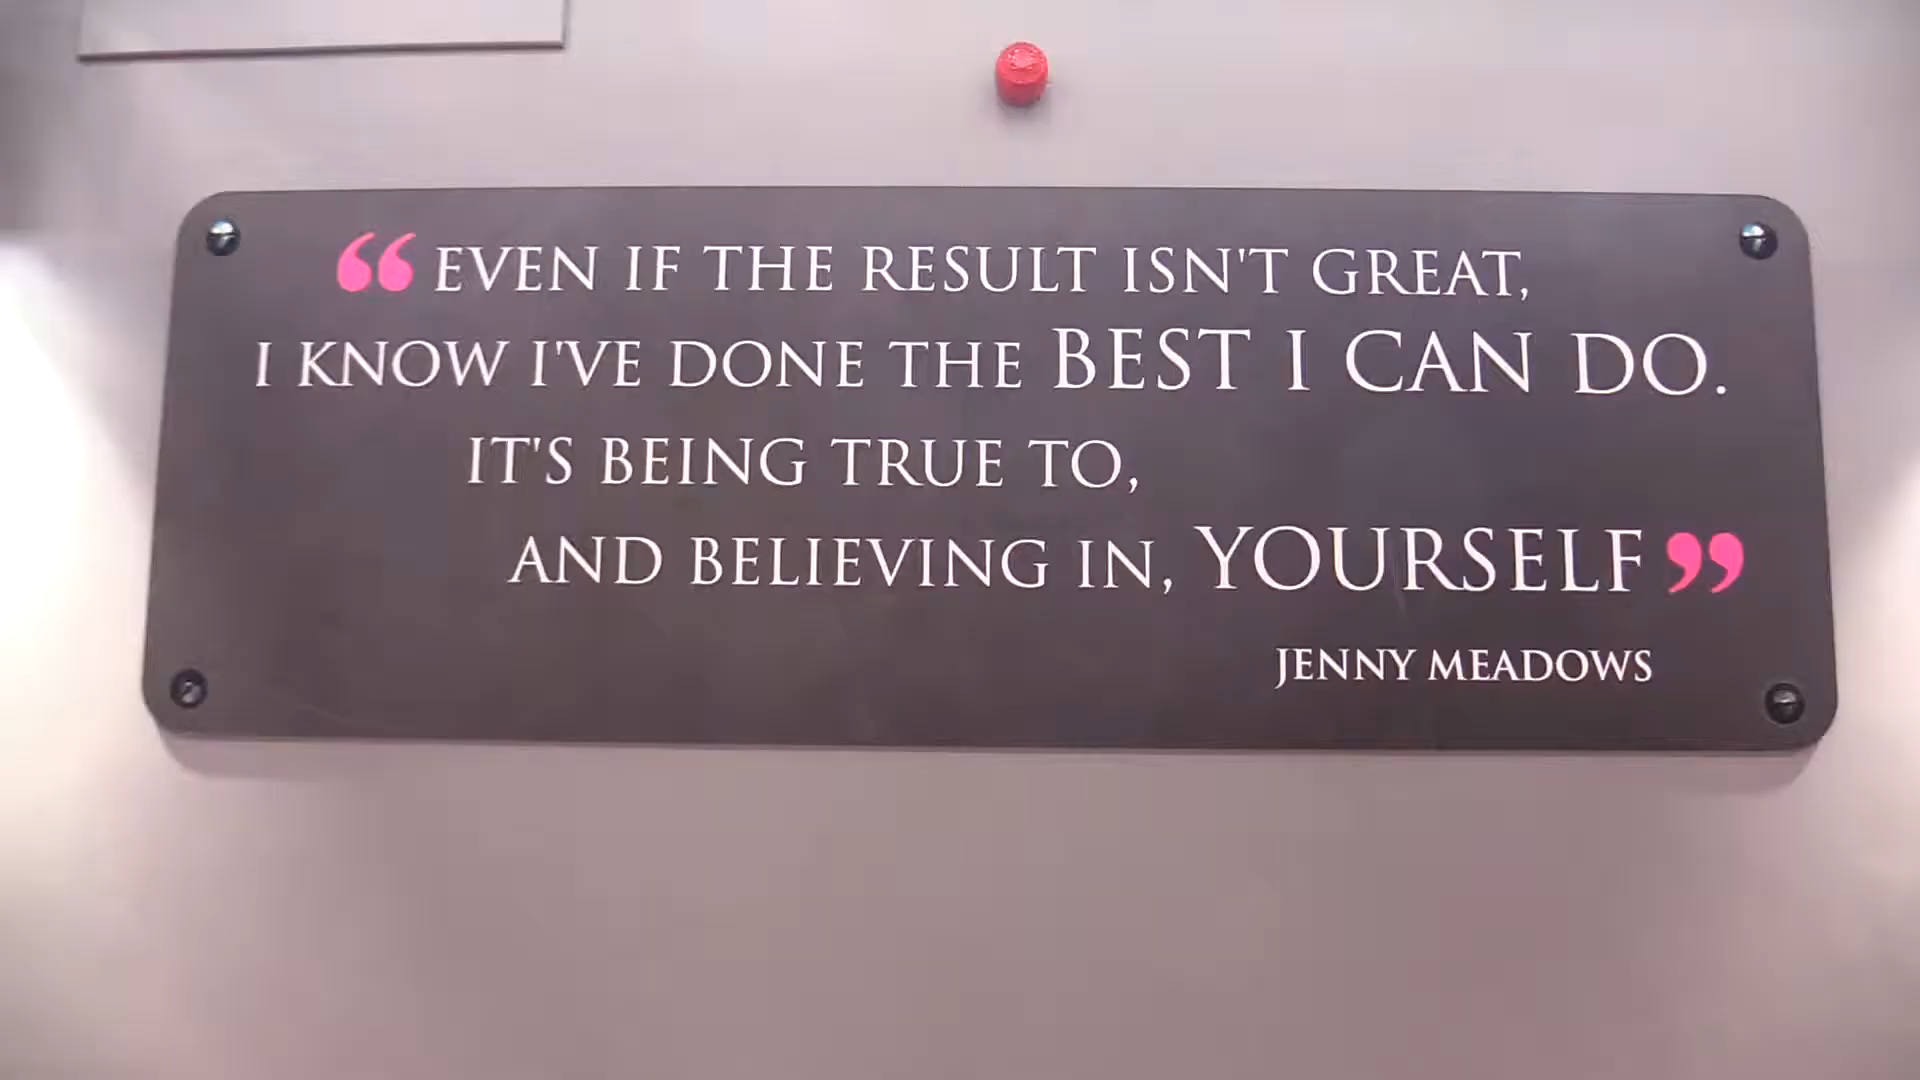 “EVEN IF THE RESULT ISN'T GREAT,
I KNOW I'VE DONE THE BEST I CAN DO.
IT'S BEING TRUE TO,
AND BELIEVING IN, YOURSELF”
JENNY MEADOWS